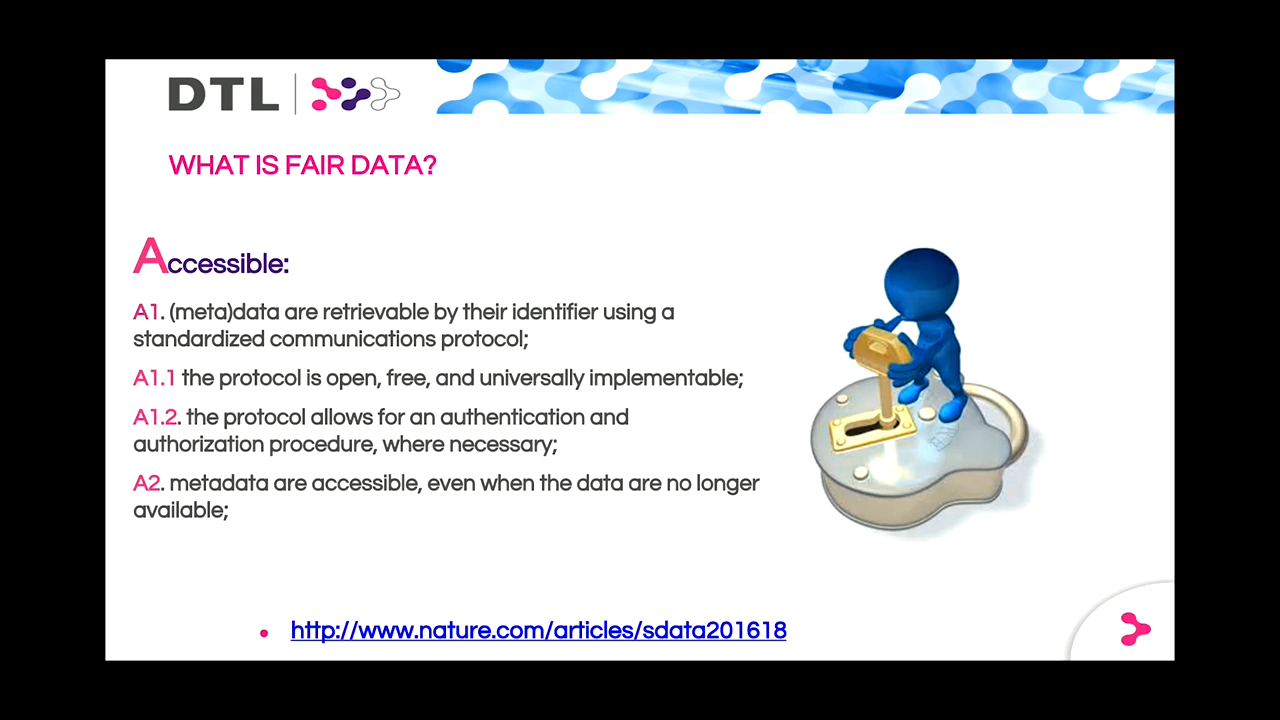 DTL
WHAT IS FAIR DATA?
Accessible:
A1. (meta)data are retrievable by their identifier using a
standardized communications protocol;
A1.1 the protocol is open, free, and universally implementable;
A1.2. the protocol allows for an authentication and
authorization procedure, where necessary;
A2. metadata are accessible, even when the data are no longer
available;
• http://www.nature.com/articles/sdata201618